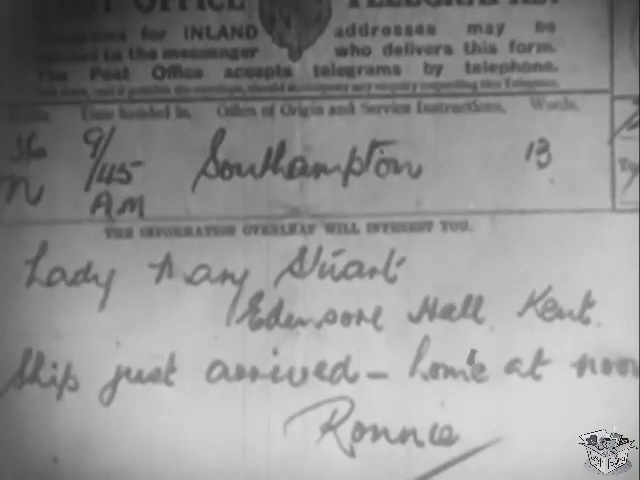 POST OFFICE TELEGRAM
for INLAND addresses may be
to the messenger who delivers this form.
The Post Office accepts telegrams by telephone.
Time handed in. Office of Origin and Service Instructions. Words.
36 9/45 AM Southampton 13
THE INFORMATION OVERLEAF WILL INTEREST YOU.
Lady Mary Stuart
Edensore Hall. Kent.
Ship just arrived - home at noon
Ronnie